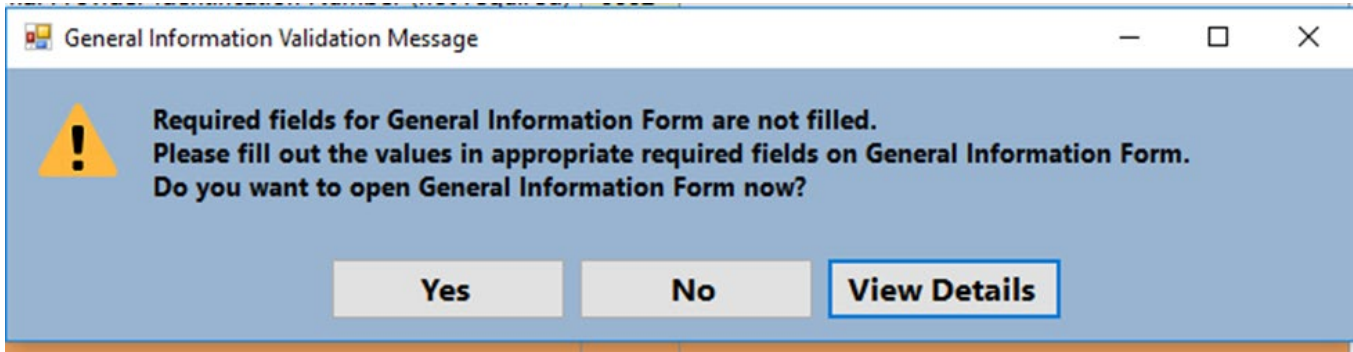 General Information Validation Message
Required fields for General Information Form are not filled.
Please fill out the values in appropriate required fields on General Information Form.
Do you want to open General Information Form now?
Yes
No
View Details